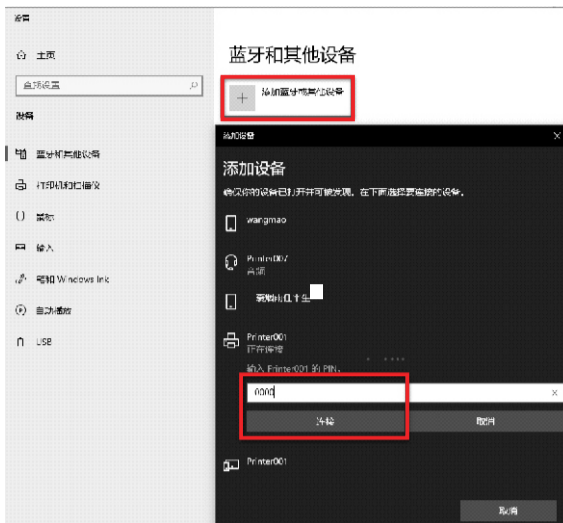 设置
主页
查找设置
设备
蓝牙和其他设备
打印机和扫描仪
鼠标
输入
笔和 Windows Ink
自动播放
USB
蓝牙和其他设备
添加蓝牙或其他设备
添加设备
添加设备
确保你的设备已打开并可被发现。在下面选择要连接的设备。
wangmao
Printer007
音频
Printer001
正在连接
输入 Printer001 的 PIN。
0000
连接
取消
Printer001
取消